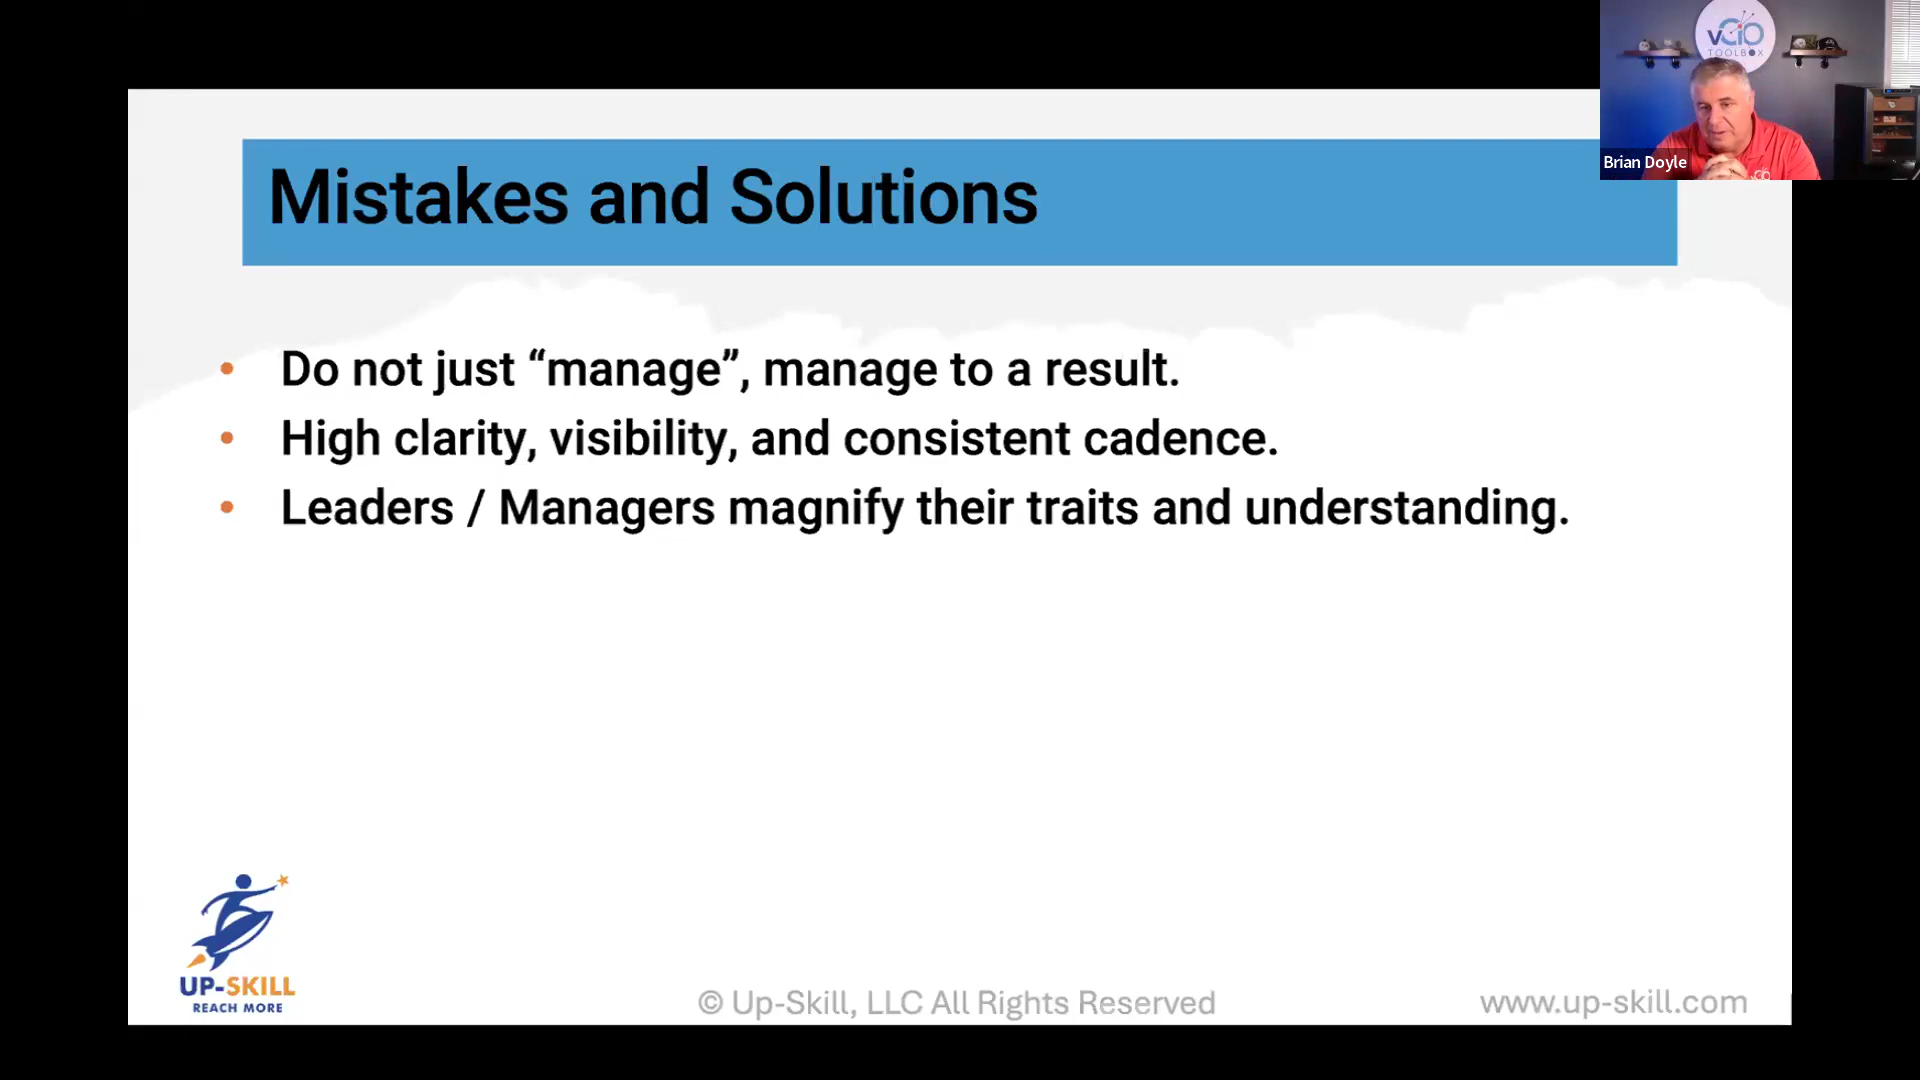 vCIO
TOOLBOX
Brian Doyle
Mistakes and Solutions
• Do not just “manage”, manage to a result.
• High clarity, visibility, and consistent cadence.
• Leaders / Managers magnify their traits and understanding.
UP-SKILL
REACH MORE
© Up-Skill, LLC All Rights Reserved
www.up-skill.com